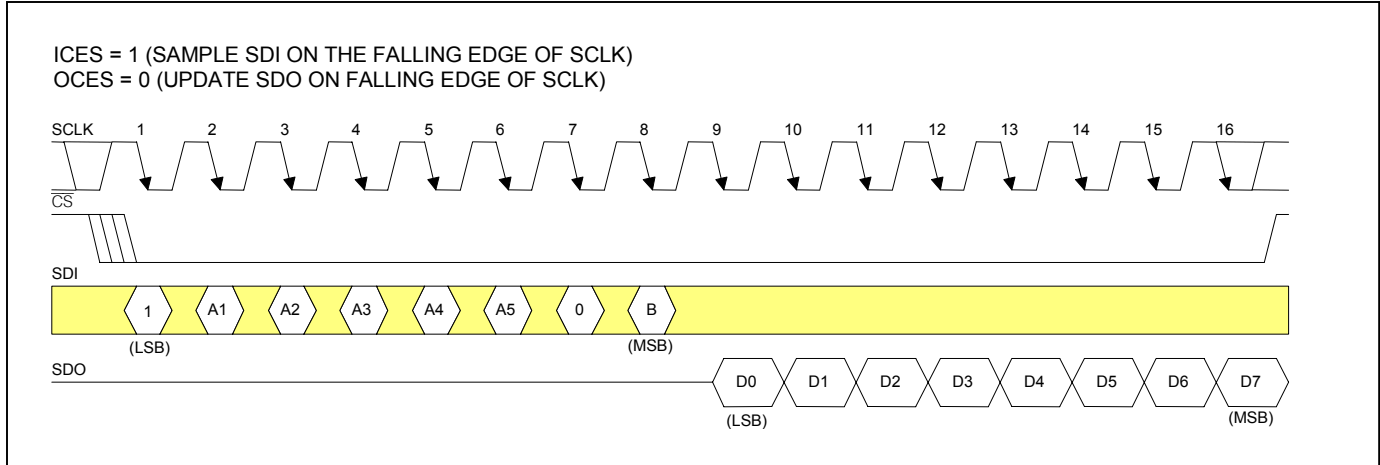 ICES = 1 (SAMPLE SDI ON THE FALLING EDGE OF SCLK)
OCES = 0 (UPDATE SDO ON FALLING EDGE OF SCLK)
SCLK 1 2 3 4 5 6 7 8 9 10 11 12 13 14 15 16
CS
SDI
1 A1 A2 A3 A4 A5 0 B
(LSB) (MSB)
SDO
D0 D1 D2 D3 D4 D5 D6 D7
(LSB) (MSB)